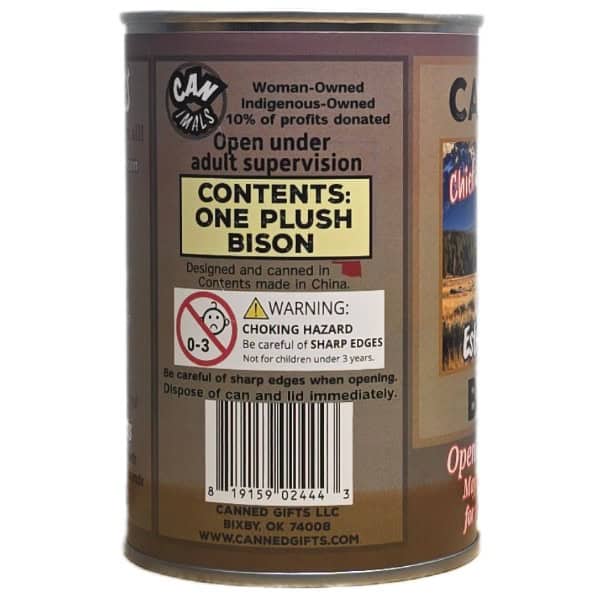 CAN
IMALS
Woman-Owned
Indigenous-Owned
10% of profits donated
Open under
adult supervision
CONTENTS:
ONE PLUSH
BISON
Designed and canned in
Contents made in China.
0-3
WARNING:
CHOKING HAZARD
Be careful of SHARP EDGES
Not for children under 3 years.
Be careful of sharp edges when opening.
Dispose of can and lid immediately.
8 19159 02444 3
CANNED GIFTS LLC
BIXBY, OK 74008
WWW.CANNEDGIFTS.COM
CA
Open
for